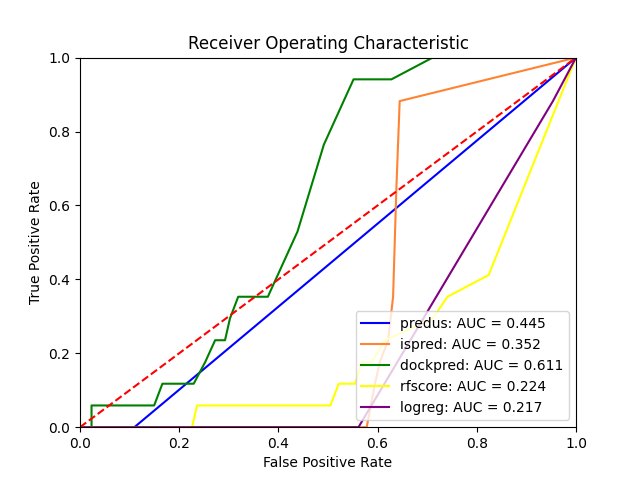 Receiver Operating Characteristic
True Positive Rate
1.0
0.8
0.6
0.4
0.2
0.0
predus: AUC = 0.445
ispred: AUC = 0.352
dockpred: AUC = 0.611
rfscore: AUC = 0.224
logreg: AUC = 0.217
0.0 0.2 0.4 0.6 0.8 1.0
False Positive Rate